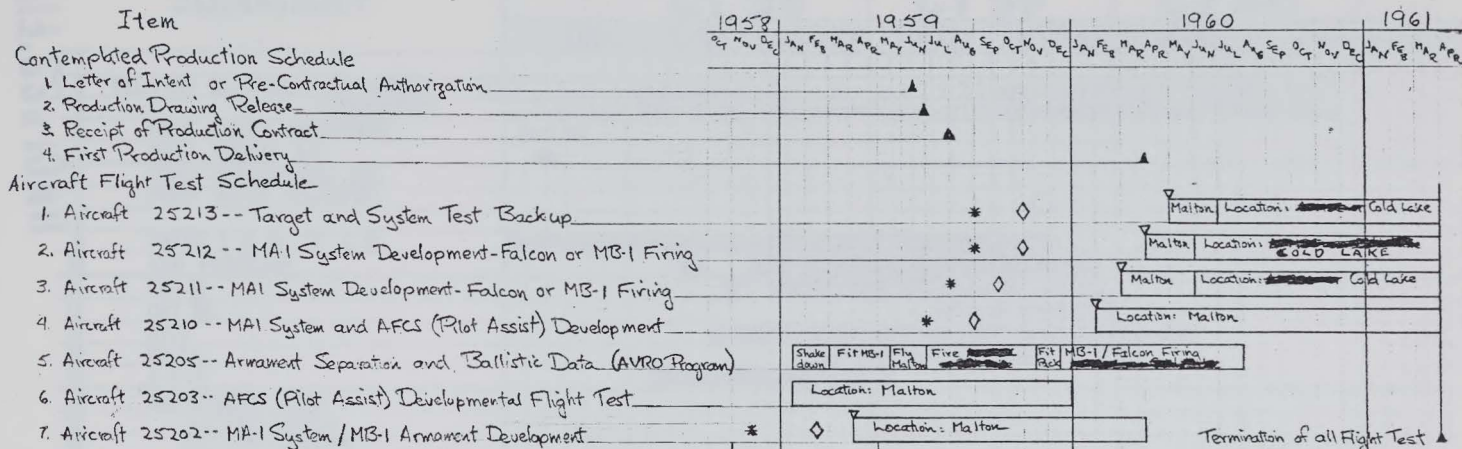 Item 1958 1959 1960 1961
OCT NOV DEC JAN FEB MAR APR MAY JUN JUL AUG SEP OCT NOV DEC JAN FEB MAR APR MAY JUN JUL AUG SEP OCT NOV DEC JAN FEB MAR APR
Contemplated Production Schedule
1. Letter of Intent or Pre-Contractual Authorization
2. Production Drawing Release
3. Receipt of Production Contract
4. First Production Delivery
Aircraft Flight Test Schedule
1. Aircraft 25213-- Target and System Test Backup * Malton Location: Cold Lake
2. Aircraft 25212-- MA-1 System Development-Falcon or MB-1 Firing * Malton Location:
COLD LAKE
3. Aircraft 25211-- MA1 System Development-Falcon or MB-1 Firing * Malton Location: Cold Lake
4. Aircraft 25210-- MA1 System and AFCS (Pilot Assist) Development * Location: Malton
5. Aircraft 25205-- Armament Separation and Ballistic Data (AVRO Program) Shake down Fit MB-1 Fly Malton Fire Fit Pack MB-1/Falcon Firing
6. Aircraft 25203-- AFCS (Pilot Assist) Developmental Flight Test Location: Malton
7. Aircraft 25202-- MA-1 System/MB-1 Armament Development * Location: Malton
Termination of all Flight Test